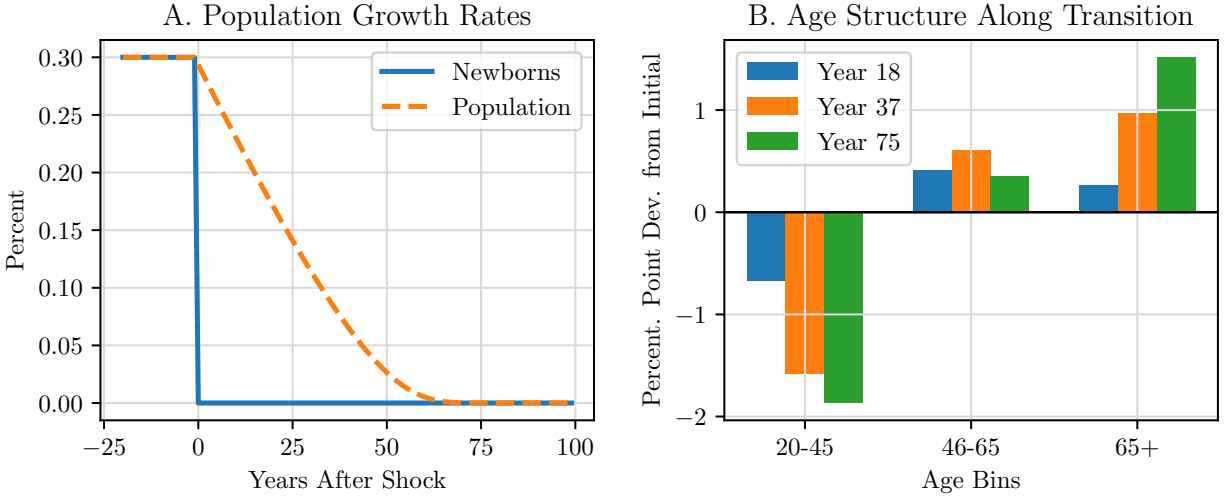 A. Population Growth Rates
Percent
0.30
0.25
0.20
0.15
0.10
0.05
0.00
Newborns
Population
−25
0
25
50
75
100
Years After Shock
B. Age Structure Along Transition
Percent. Point Dev. from Initial
1
0
−1
−2
Year 18
Year 37
Year 75
20-45
46-65
65+
Age Bins